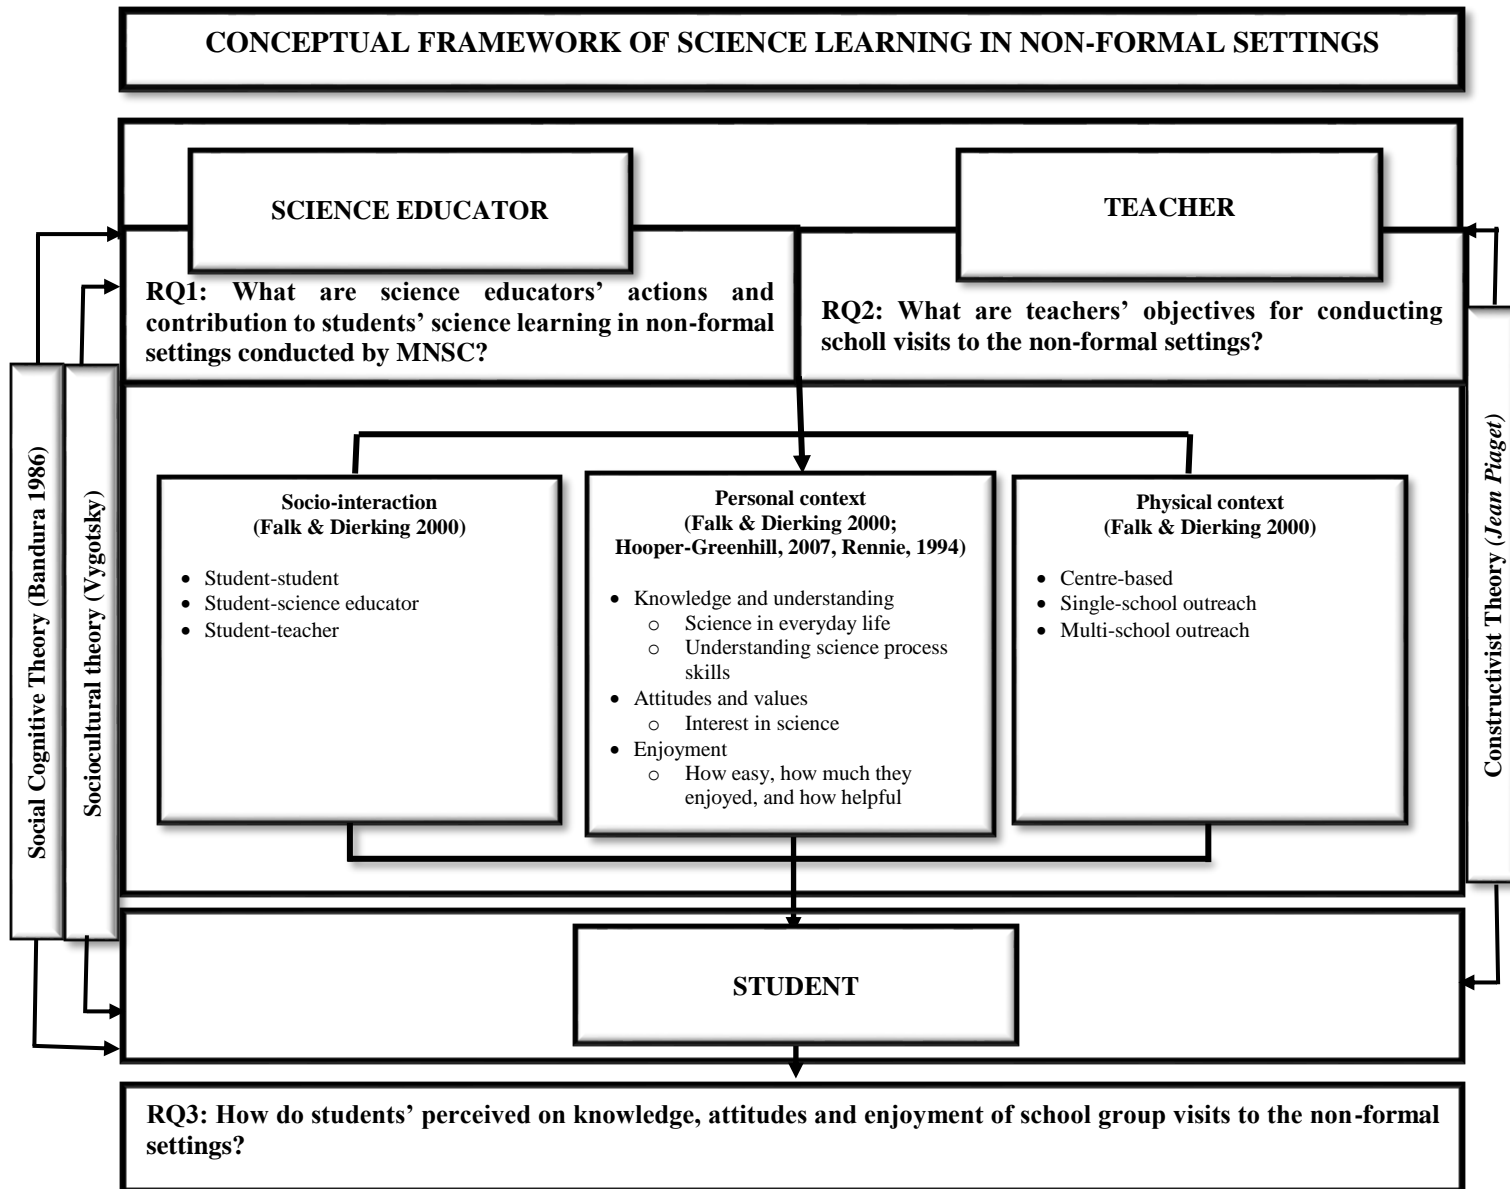 CONCEPTUAL FRAMEWORK OF SCIENCE LEARNING IN NON-FORMAL SETTINGS
SCIENCE EDUCATOR
TEACHER
RQ1: What are science educators’ actions and
contribution to students’ science learning in non-formal
settings conducted by MNSC?
RQ2: What are teachers’ objectives for conducting
scholl visits to the non-formal settings?
Social Cognitive Theory (Bandura 1986)
Sociocultural theory (Vygotsky)
Socio-interaction
(Falk & Dierking 2000)
• Student-student
• Student-science educator
• Student-teacher
Personal context
(Falk & Dierking 2000;
Hooper-Greenhill, 2007, Rennie, 1994)
• Knowledge and understanding
o Science in everyday life
o Understanding science process
skills
• Attitudes and values
o Interest in science
• Enjoyment
o How easy, how much they
enjoyed, and how helpful
Physical context
(Falk & Dierking 2000)
• Centre-based
• Single-school outreach
• Multi-school outreach
Constructivist Theory (Jean Piaget)
STUDENT
RQ3: How do students’ perceived on knowledge, attitudes and enjoyment of school group visits to the non-formal
settings?